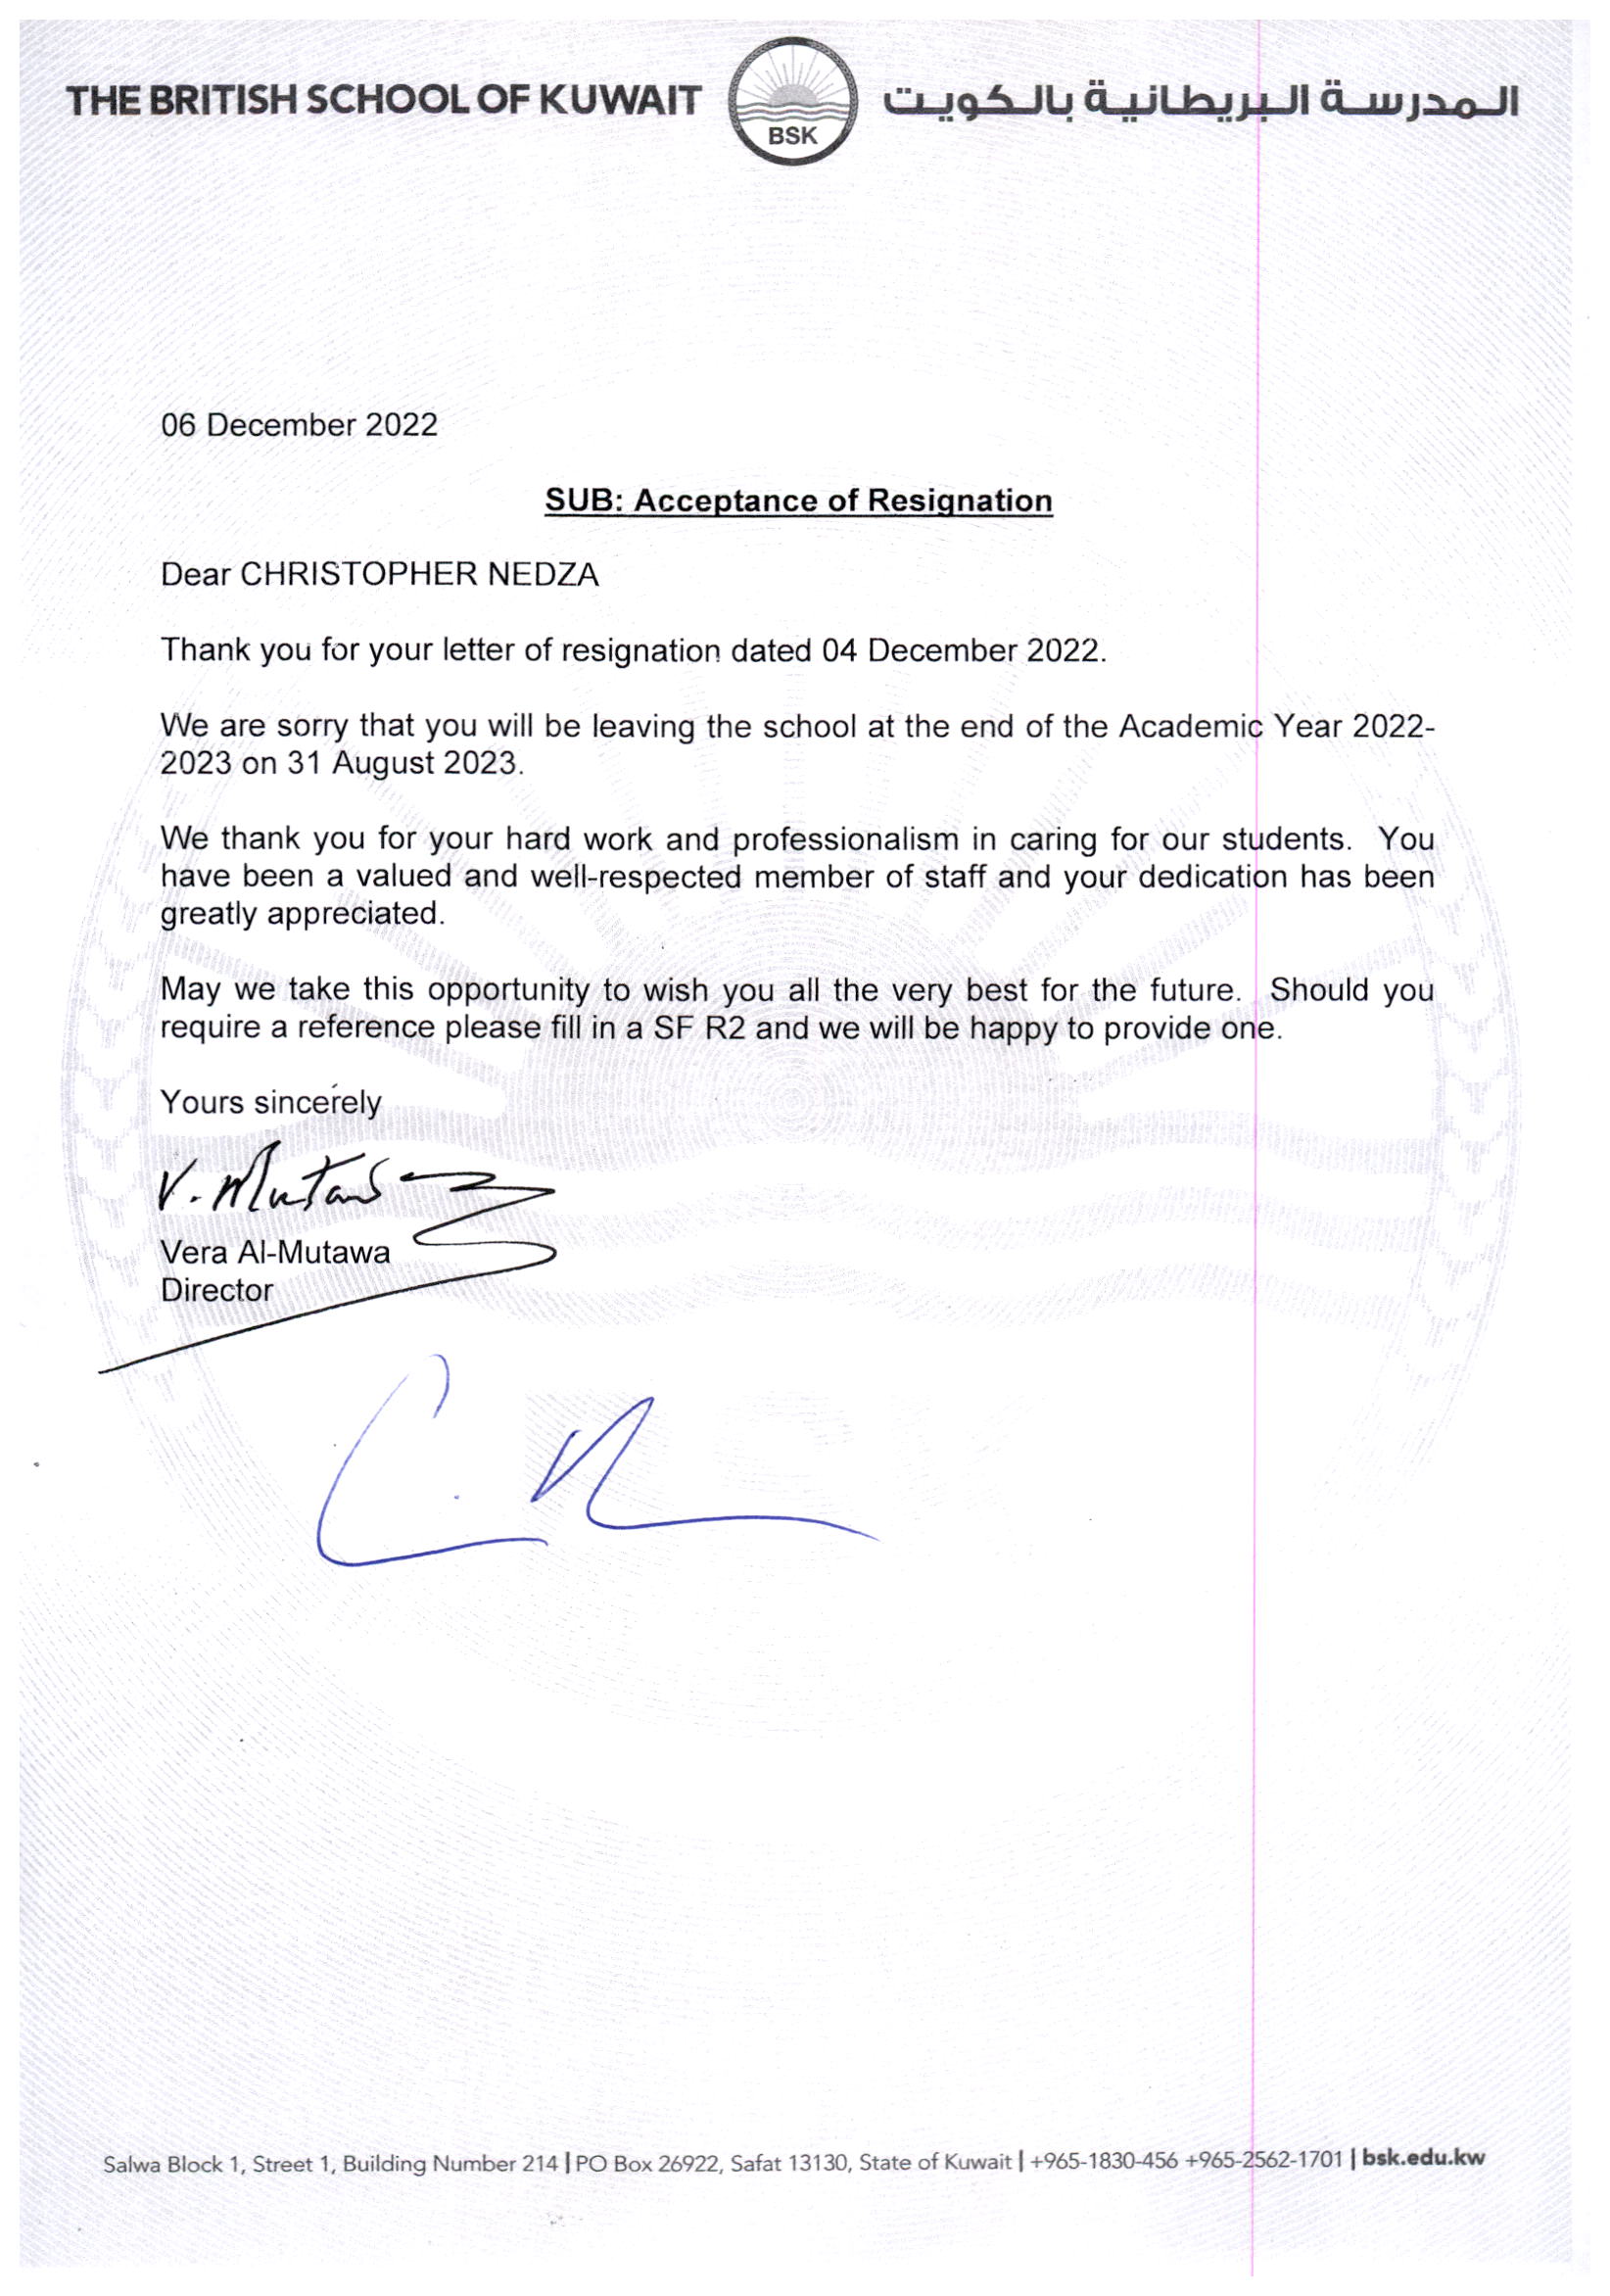 THE BRITISH SCHOOL OF KUWAIT
BSK
المدرسة البريطانية بالكويت
06 December 2022
SUB: Acceptance of Resignation
Dear CHRISTOPHER NEDZA
Thank you for your letter of resignation dated 04 December 2022.
We are sorry that you will be leaving the school at the end of the Academic Year 2022-
2023 on 31 August 2023.
We thank you for your hard work and professionalism in caring for our students. You
have been a valued and well-respected member of staff and your dedication has been
greatly appreciated.
May we take this opportunity to wish you all the very best for the future. Should you
require a reference please fill in a SF R2 and we will be happy to provide one.
Yours sincerely
V. Mutawa
Vera Al-Mutawa
Director
C. N
Salwa Block 1, Street 1, Building Number 214 | PO Box 26922, Safat 13130, State of Kuwait | +965-1830-456 +965-2562-1701 | bsk.edu.kw